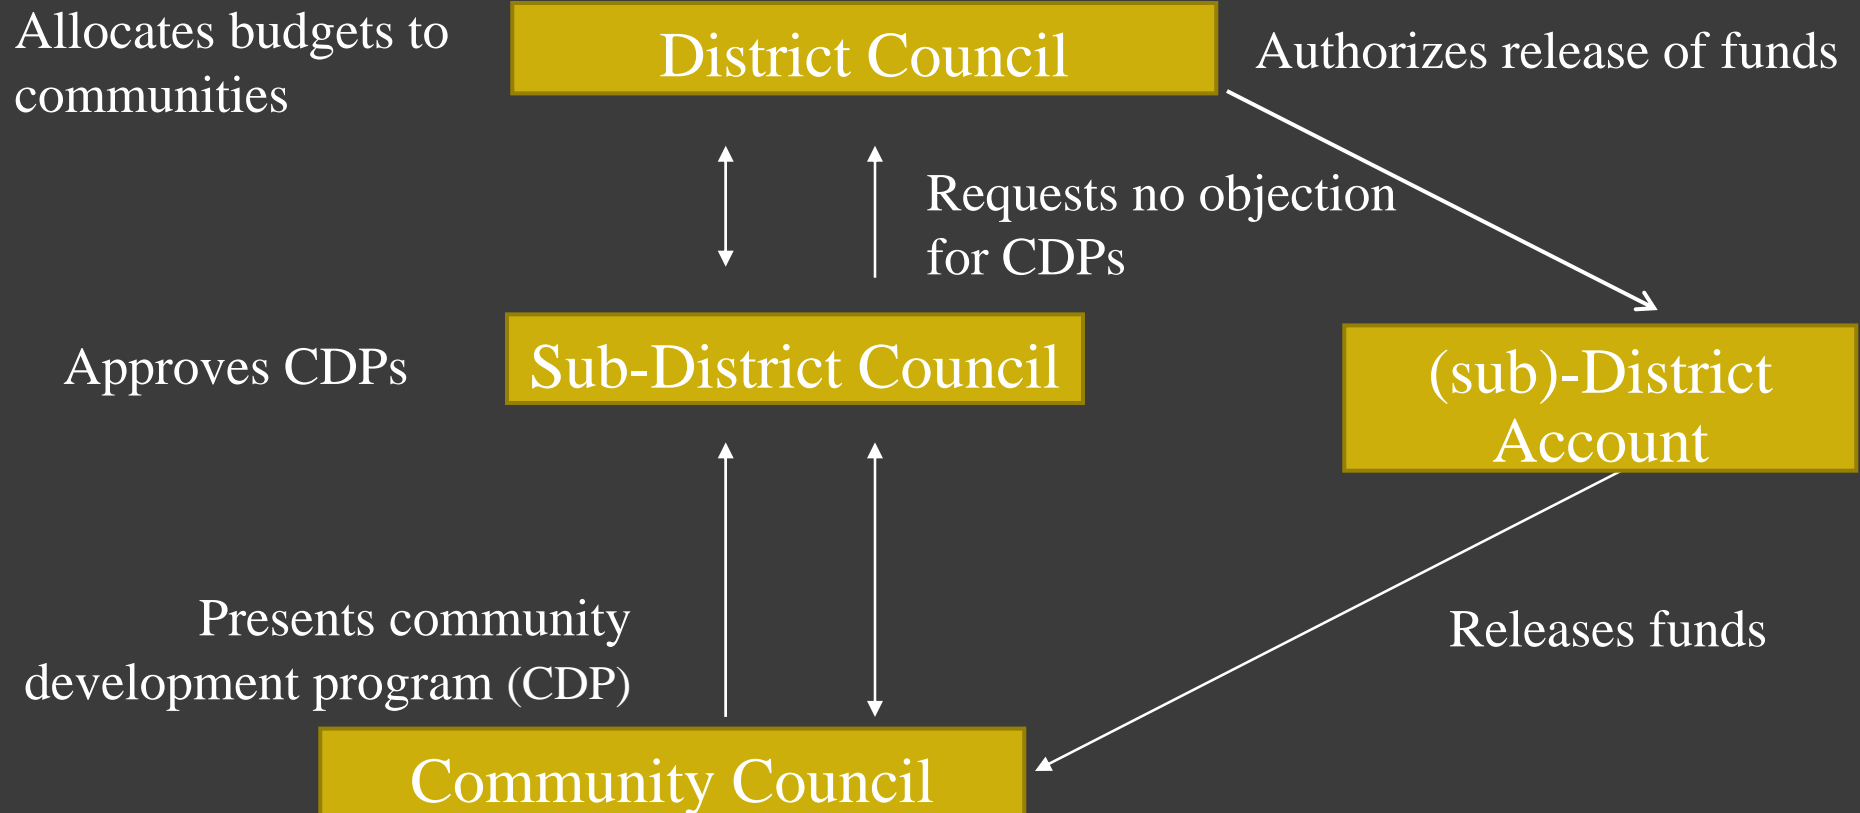 Allocates budgets to
communities
District Council
Authorizes release of funds
Requests no objection
for CDPs
Approves CDPs
Sub-District Council
(sub)-District
Account
Presents community
development program (CDP)
Releases funds
Community Council